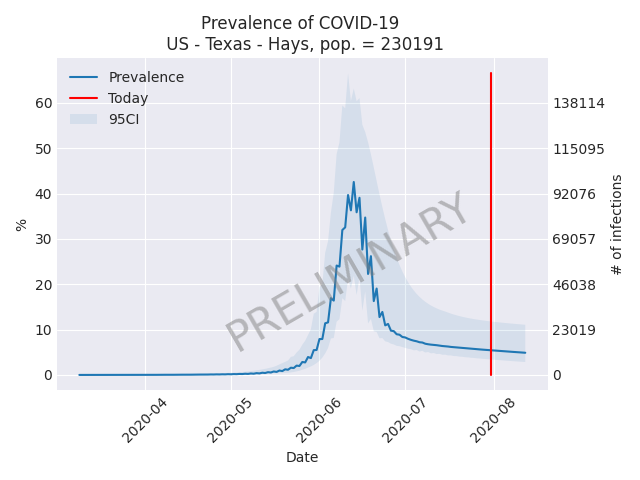 Prevalence of COVID-19
US - Texas - Hays, pop. = 230191
Prevalence
Today
95CI
60
50
40
30
20
10
0
%
138114
115095
92076
69057
46038
23019
0
# of infections
PRELIMINARY
2020-04
2020-05
2020-06
2020-07
2020-08
Date